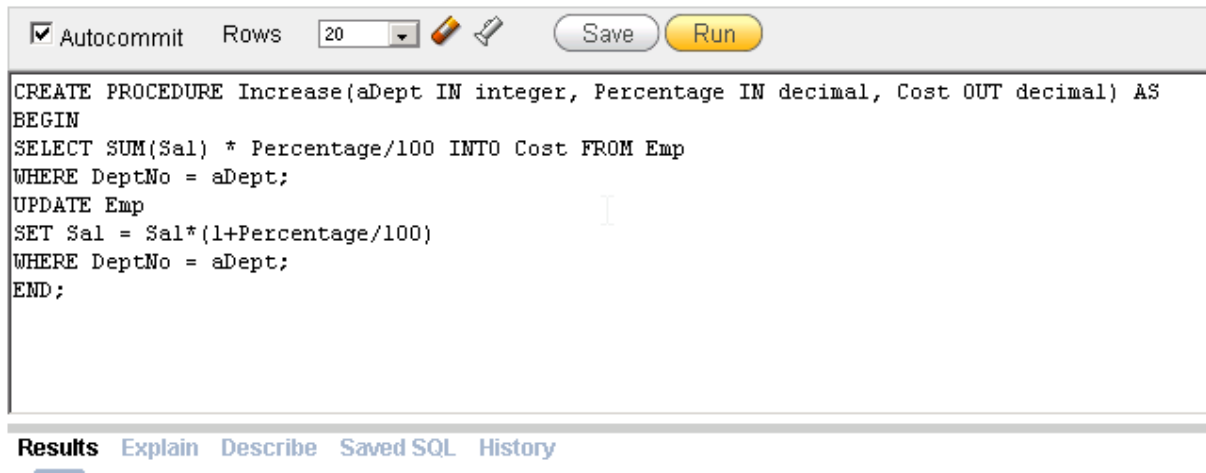 Autocommit Rows 20 Save Run
CREATE PROCEDURE Increase(aDept IN integer, Percentage IN decimal, Cost OUT decimal) AS
BEGIN
SELECT SUM(Sal) * Percentage/100 INTO Cost FROM Emp
WHERE DeptNo = aDept;
UPDATE Emp
SET Sal = Sal*(1+Percentage/100)
WHERE DeptNo = aDept;
END;
Results Explain Describe Saved SQL History